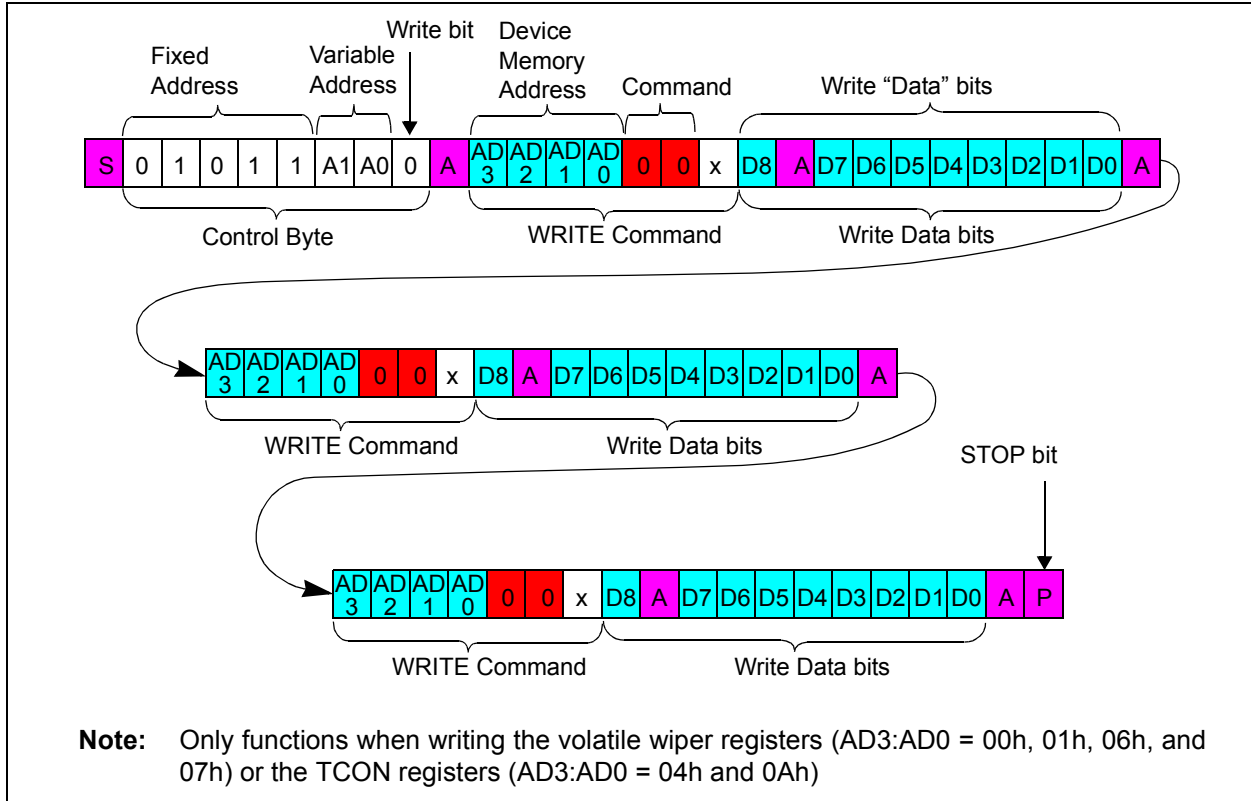 Write bit
Fixed Address
Variable Address
Device Memory Address
Command
Write “Data” bits
S 0 1 0 1 1 A1 A0 0 A AD3 AD2 AD1 AD0 0 0 x D8 A D7 D6 D5 D4 D3 D2 D1 D0 A
Control Byte
WRITE Command
Write Data bits
AD3 AD2 AD1 AD0 0 0 x D8 A D7 D6 D5 D4 D3 D2 D1 D0 A
WRITE Command
Write Data bits
STOP bit
AD3 AD2 AD1 AD0 0 0 x D8 A D7 D6 D5 D4 D3 D2 D1 D0 A P
WRITE Command
Write Data bits
Note: Only functions when writing the volatile wiper registers (AD3:AD0 = 00h, 01h, 06h, and
07h) or the TCON registers (AD3:AD0 = 04h and 0Ah)